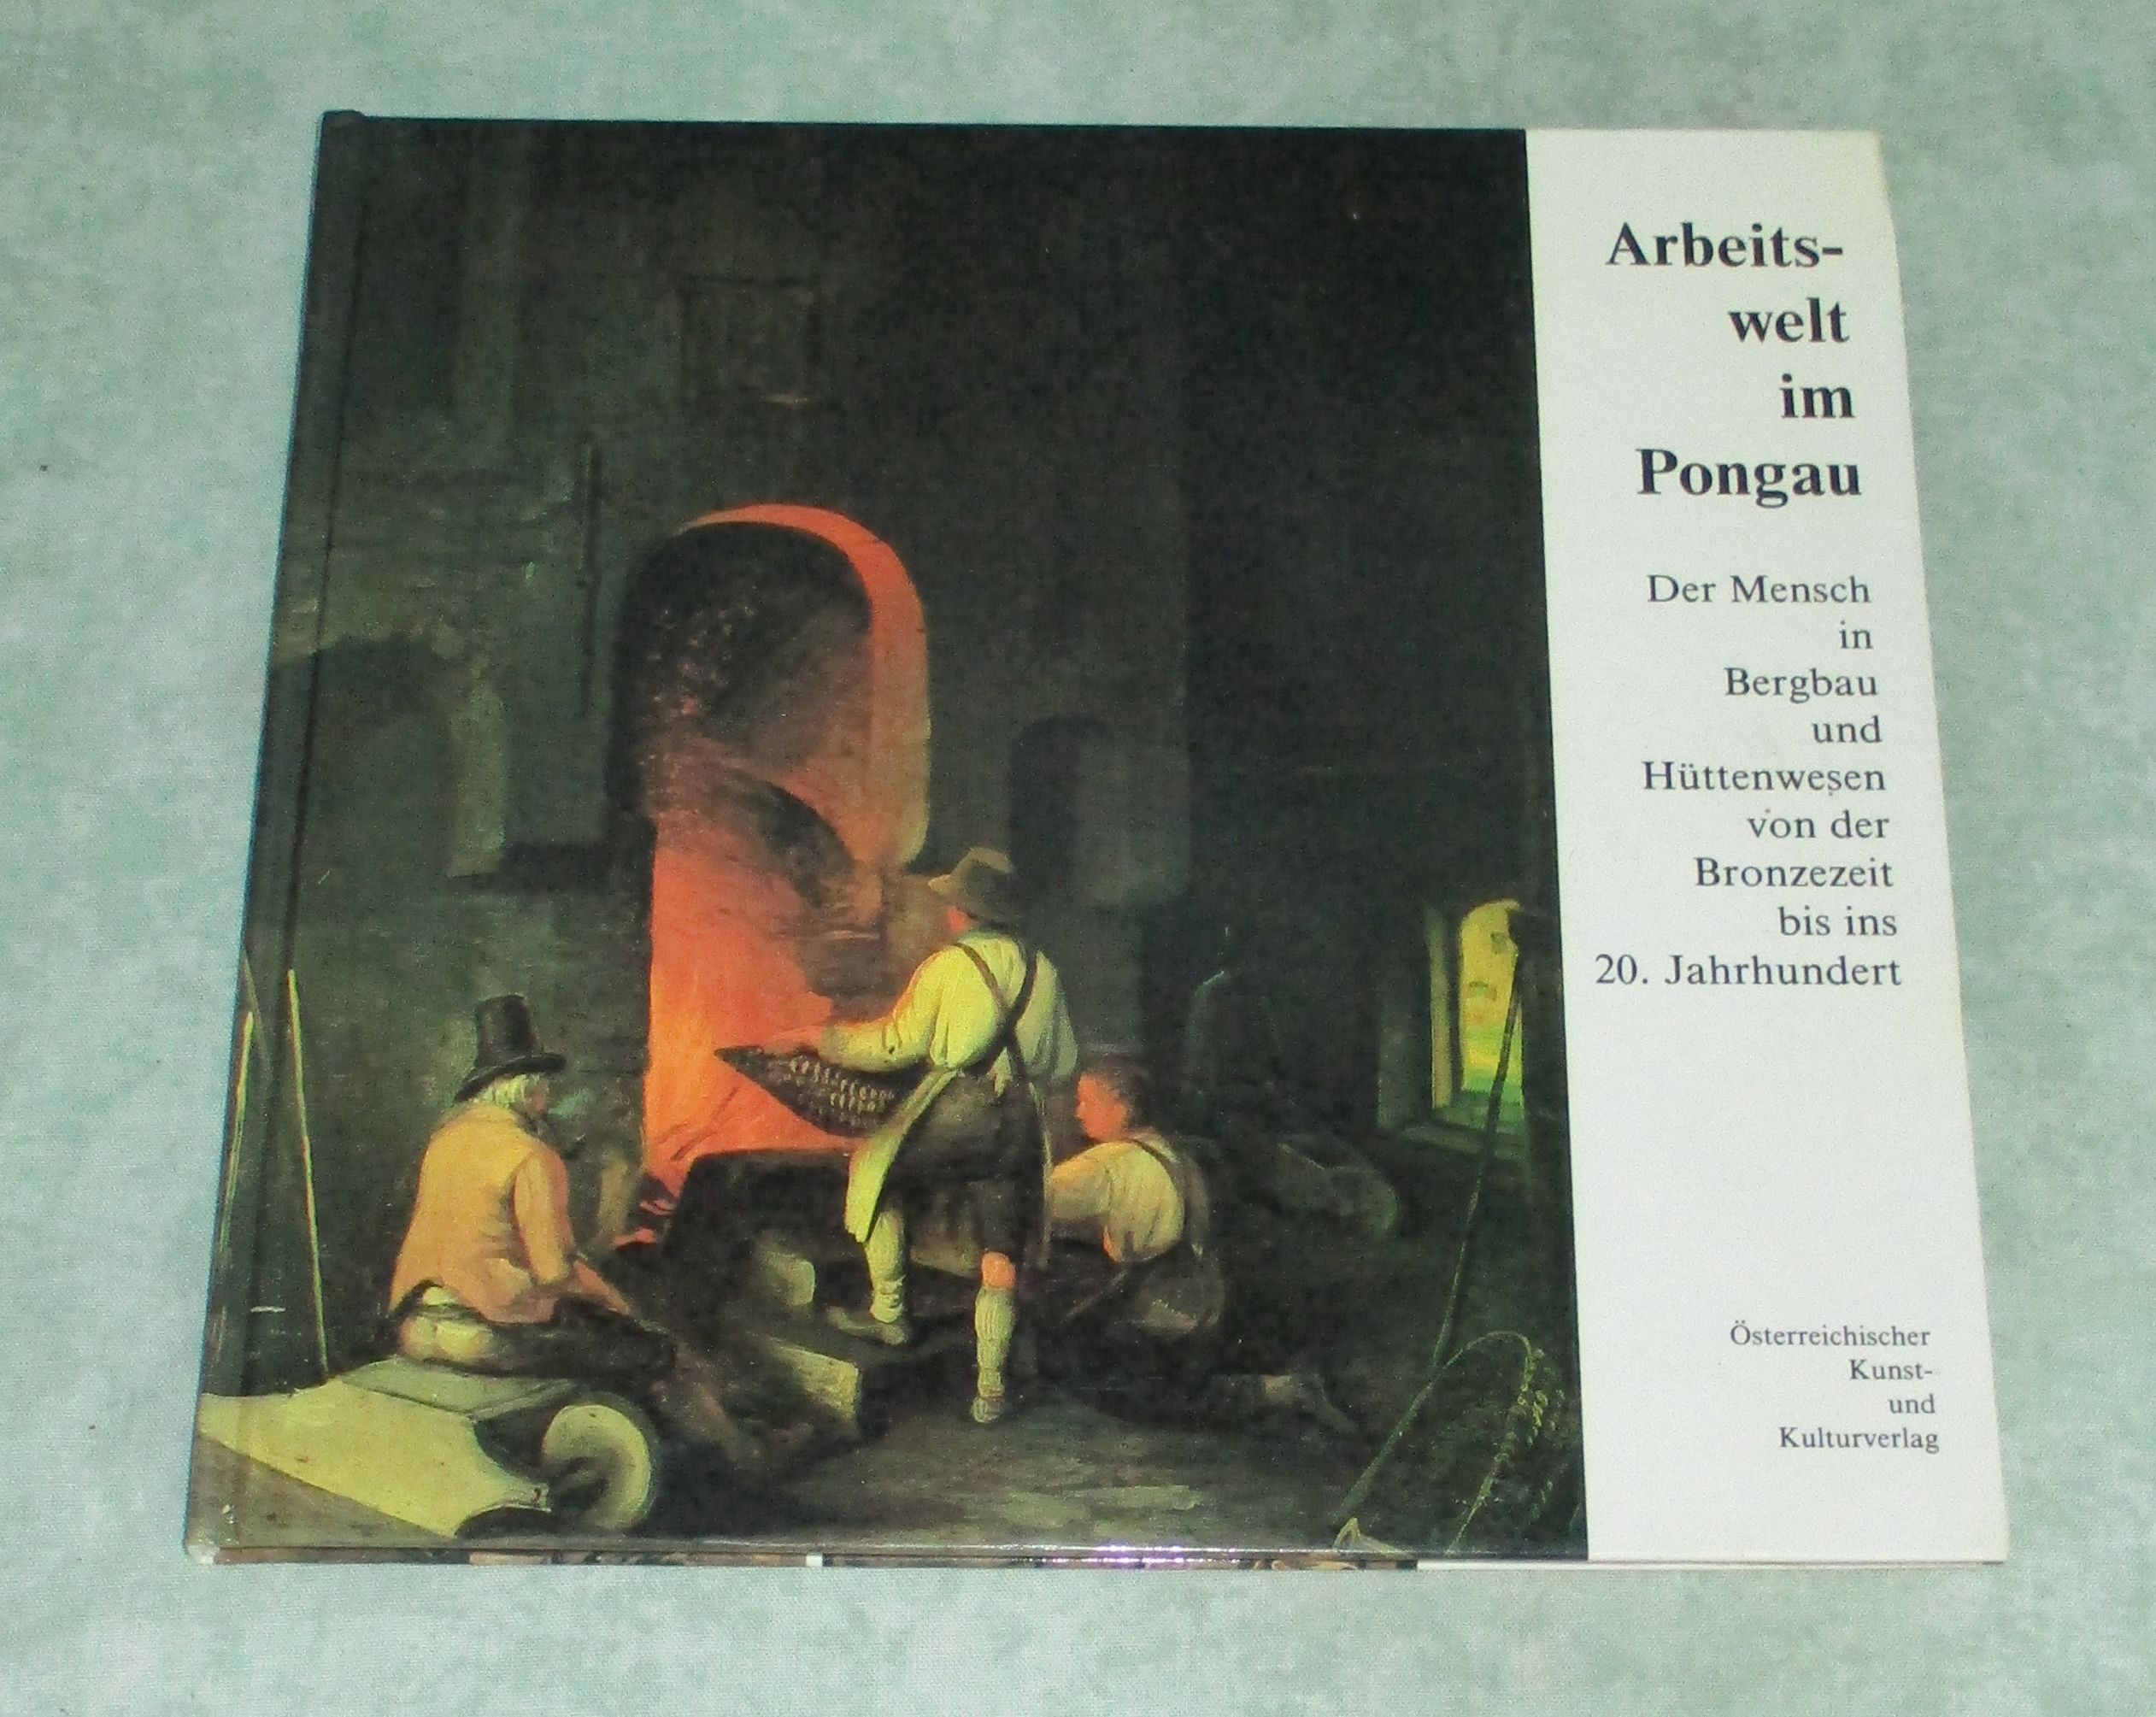 Arbeits-
welt
im
Pongau
Der Mensch
in
Bergbau
und
Hüttenwesen
von der
Bronzezeit
bis ins
20. Jahrhundert
Österreichischer
Kunst-
und
Kulturverlag